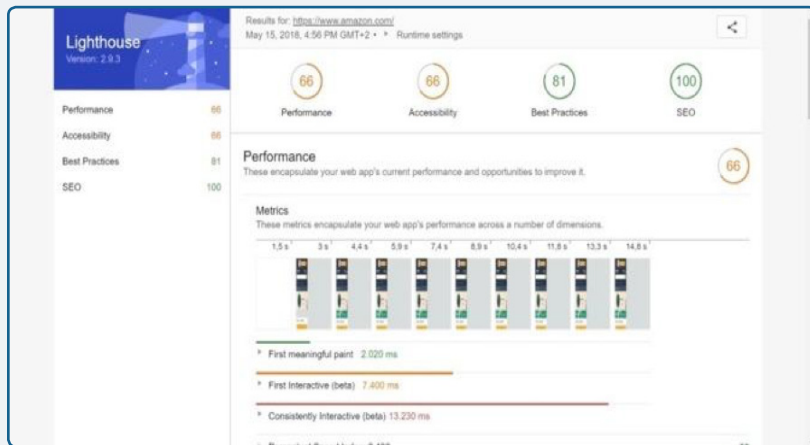 Lighthouse
Version: 2.9.3
Performance 66
Accessibility 66
Best Practices 81
SEO 100
Results for: https://www.amazon.com/
May 15, 2018, 4:56 PM GMT+2 • Runtime settings
66 66 81 100
Performance Accessibility Best Practices SEO
Performance
These encapsulate your web app's current performance and opportunities to improve it.
66
Metrics
These metrics encapsulate your web app's performance across a number of dimensions.
1,5 s 3 s 4,4 s 5,9 s 7,4 s 8,9 s 10,4 s 11,8 s 13,3 s 14,8 s
First meaningful paint 2.020 ms
First Interactive (beta) 7.400 ms
Consistently Interactive (beta) 13.230 ms